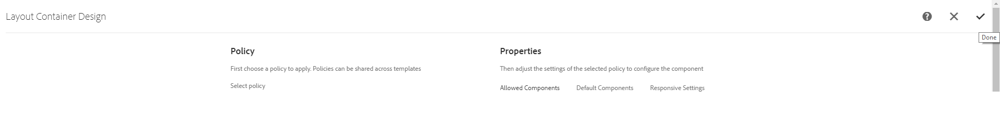 Layout Container Design
Done
Policy
First choose a policy to apply. Policies can be shared across templates
Select policy
Properties
Then adjust the settings of the selected policy to configure the component
Allowed Components Default Components Responsive Settings